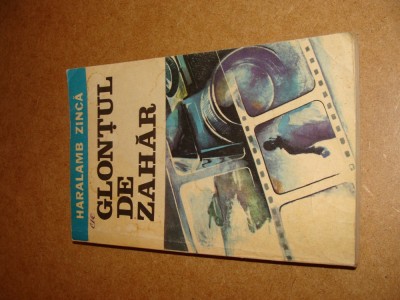 HARALAMB ZINCĂ
GLONȚUL
DE
ZAHĂR